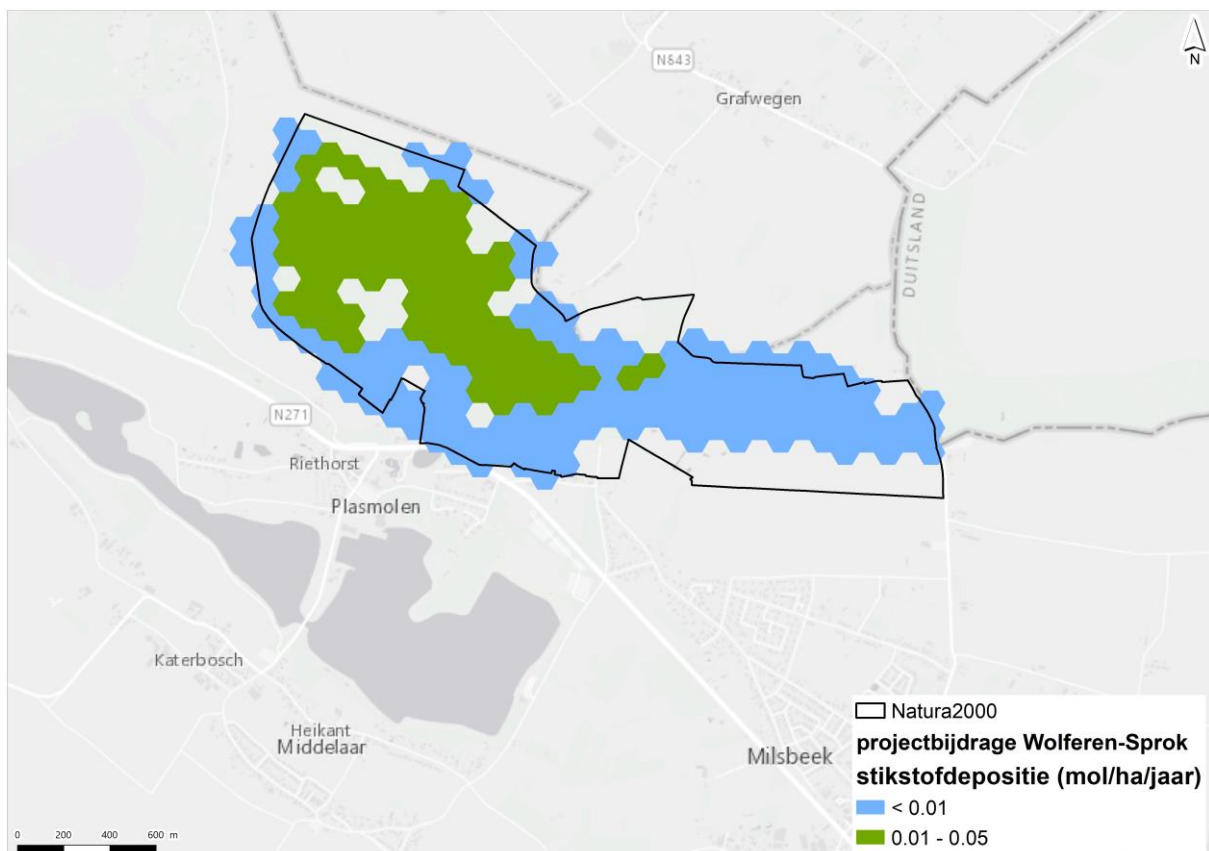 N
N843
Grafwegen
DUITSLAND
N271
Riethorst
Plasmolen
Katerbosch
Heikant
Middelaar
Milsbeek
Natura2000
projectbijdrage Wolferen-Sprok
stikstofdepositie (mol/ha/jaar)
< 0.01
0.01 - 0.05
0 200 400 600 m